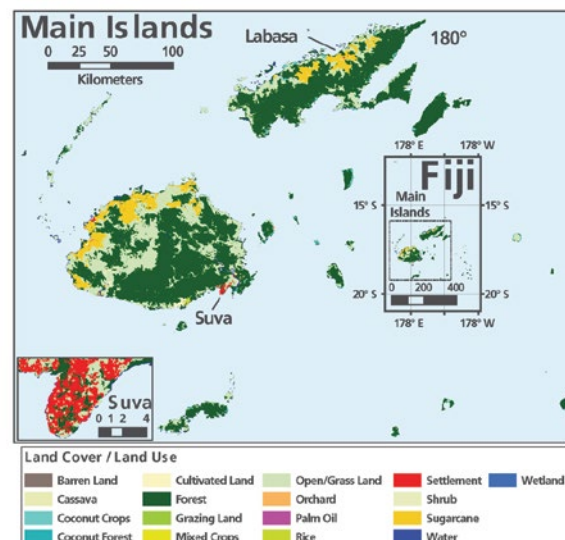 Main Islands
0 25 50 100
Kilometers
Labasa
180°
178° E 178° W
Fiji
Main
Islands
15° S 15° S
0 200 400
20° S 20° S
178° E 178° W
Suva
Suva
0 1 2 4
Land Cover / Land Use
Barren Land Cultivated Land Open/Grass Land Settlement Wetland
Cassava Forest Orchard Shrub
Coconut Crops Grazing Land Palm Oil Sugarcane
Coconut Forest Mixed Crops Rice Water